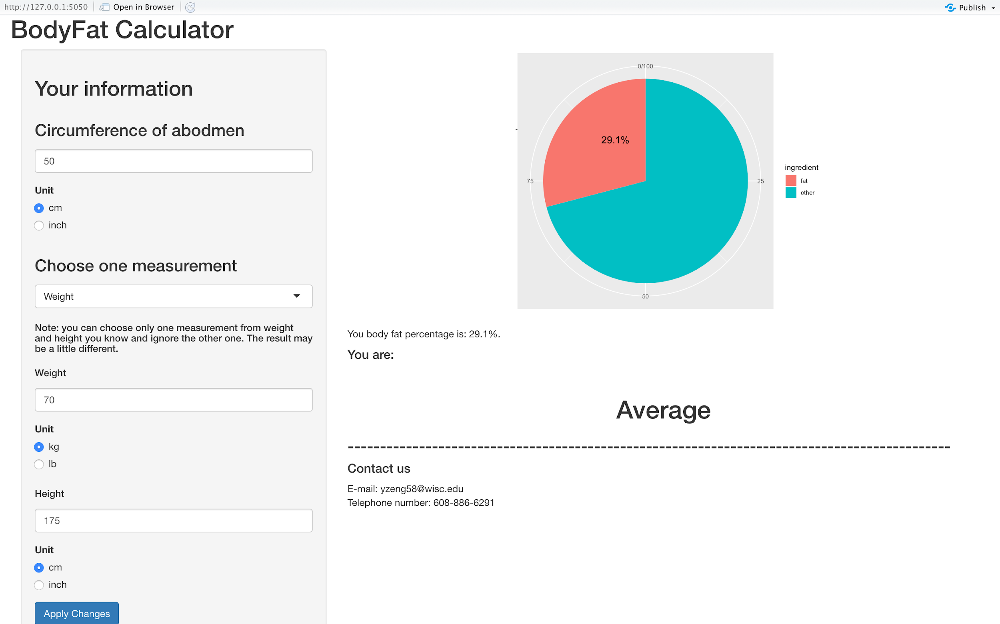 http://127.0.0.1:5050 Open in Browser Publish
BodyFat Calculator
Your information
Circumference of abodmen
50
Unit
cm
inch
Choose one measurement
Weight
Note: you can choose only one measurement from weight
and height you know and ignore the other one. The result may
be a little different.
Weight
70
Unit
kg
lb
Height
175
Unit
cm
inch
Apply Changes
0/100
29.1%
75
25
50
-
ingredient
fat
other
You body fat percentage is: 29.1%.
You are:
Average
Contact us
E-mail: yzeng58@wisc.edu
Telephone number: 608-886-6291